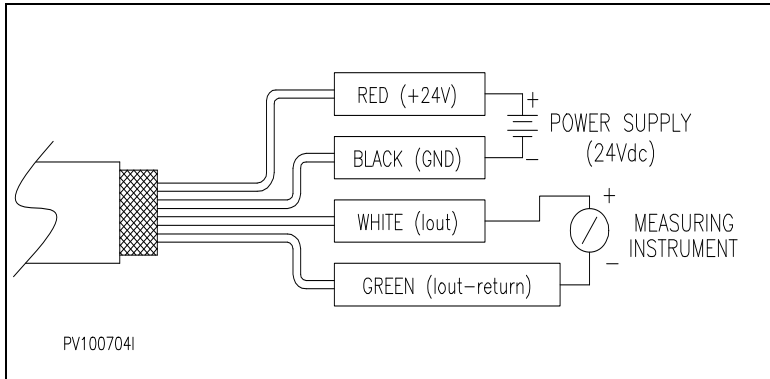 RED (+24V)
+
POWER SUPPLY
(24Vdc)
BLACK (GND)
−
WHITE (Iout)
+
MEASURING
INSTRUMENT
−
GREEN (Iout−return)
PV100704I